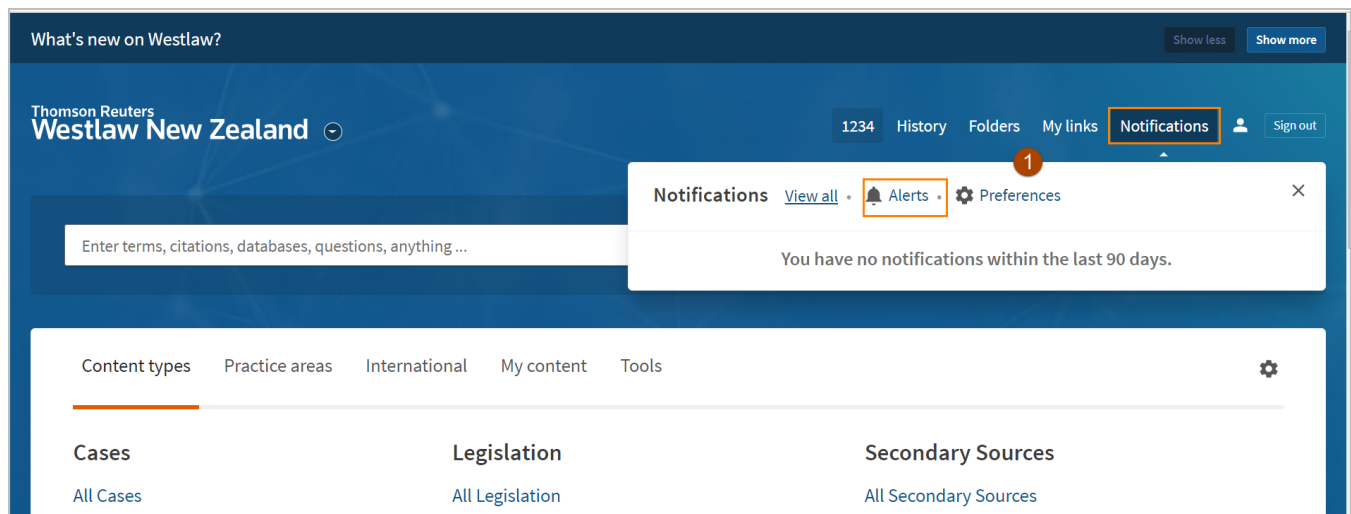 What's new on Westlaw? Show less Show more
Thomson Reuters
Westlaw New Zealand 1234 History Folders My links Notifications Sign out
1
Notifications View all • Alerts • Preferences
Enter terms, citations, databases, questions, anything ...
You have no notifications within the last 90 days.
Content types Practice areas International My content Tools
Cases Legislation Secondary Sources
All Cases All Legislation All Secondary Sources